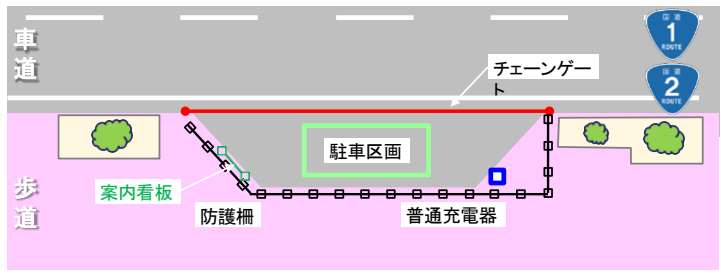 車
道
国道
1
ROUTE
国道
2
ROUTE
チェーンゲー
ト
駐車区画
歩
道
案内看板
防護柵
普通充電器